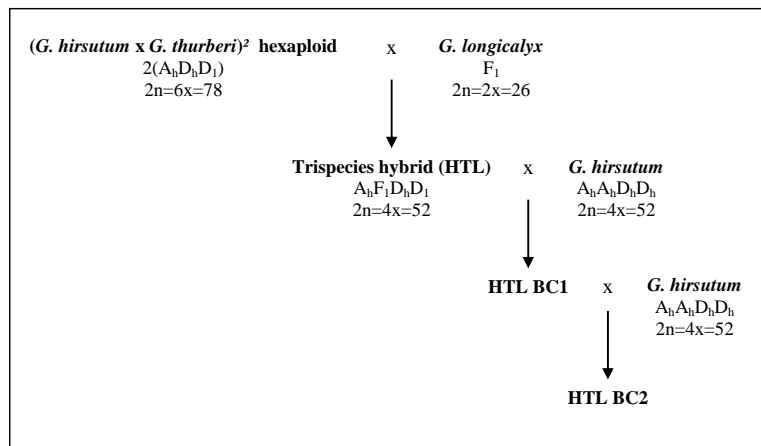 (G. hirsutum x G. thurberi)² hexaploid x G. longicalyx
2(AₕDₕD₁) F₁
2n=6x=78 2n=2x=26
Trispecies hybrid (HTL) x G. hirsutum
AₕF₁DₕD₁ AₕAₕDₕDₕ
2n=4x=52 2n=4x=52
HTL BC1 x G. hirsutum
AₕAₕDₕDₕ
2n=4x=52
HTL BC2